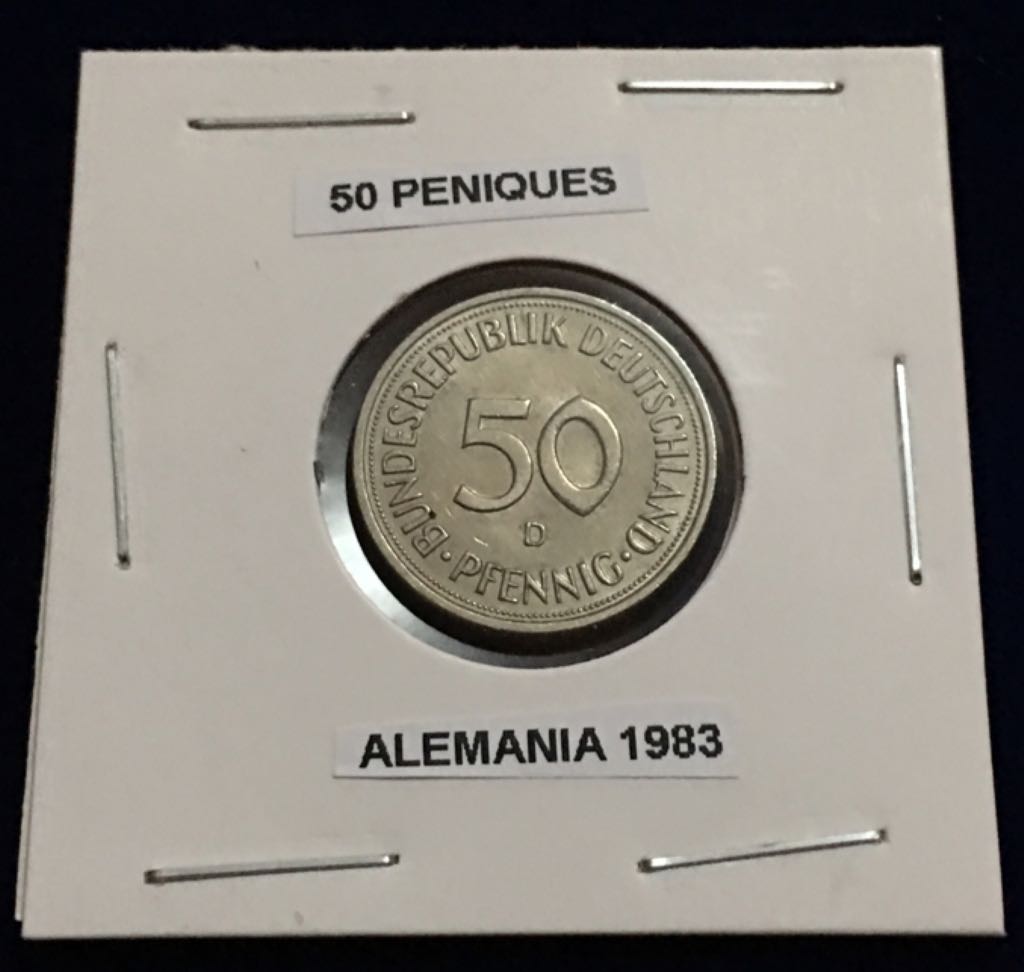 50 PENIQUES
BUNDESREPUBLIK DEUTSCHLAND
50
D
· PFENNIG ·
ALEMANIA 1983